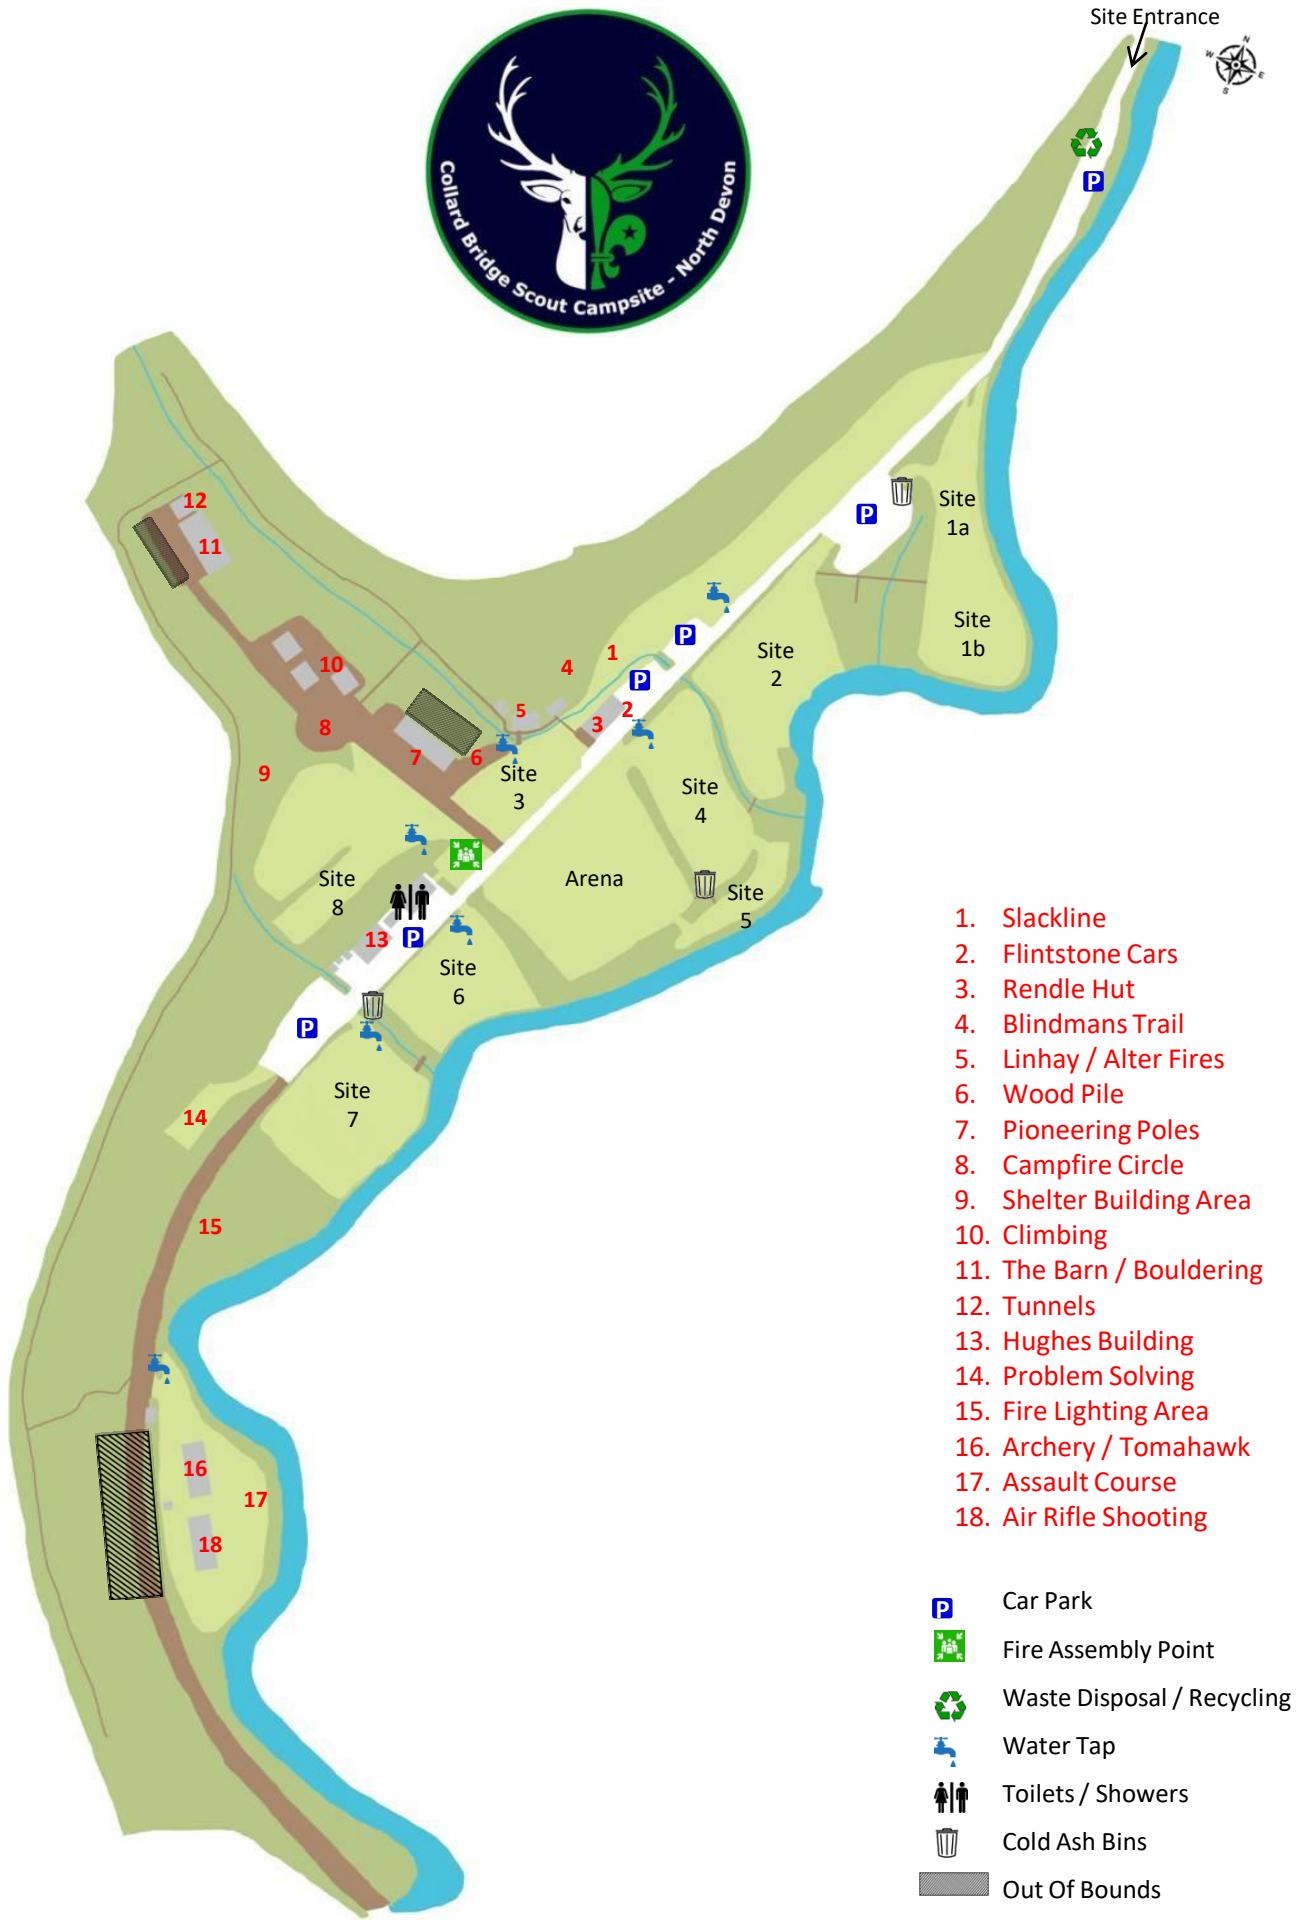 Site Entrance
N
W
E
S
Collard Bridge Scout Campsite - North Devon
P
12
11
P
Site
1a
10
1
4
P
P
Site
1b
Site
2
5
2
3
8
7
6
9
Site
3
Site
4
Site
8
Arena
Site
5
13
P
Site
6
P
Site
7
14
15
16
17
18
1. Slackline
2. Flintstone Cars
3. Rendle Hut
4. Blindmans Trail
5. Linhay / Alter Fires
6. Wood Pile
7. Pioneering Poles
8. Campfire Circle
9. Shelter Building Area
10. Climbing
11. The Barn / Bouldering
12. Tunnels
13. Hughes Building
14. Problem Solving
15. Fire Lighting Area
16. Archery / Tomahawk
17. Assault Course
18. Air Rifle Shooting
P Car Park
Fire Assembly Point
Waste Disposal / Recycling
Water Tap
Toilets / Showers
Cold Ash Bins
Out Of Bounds